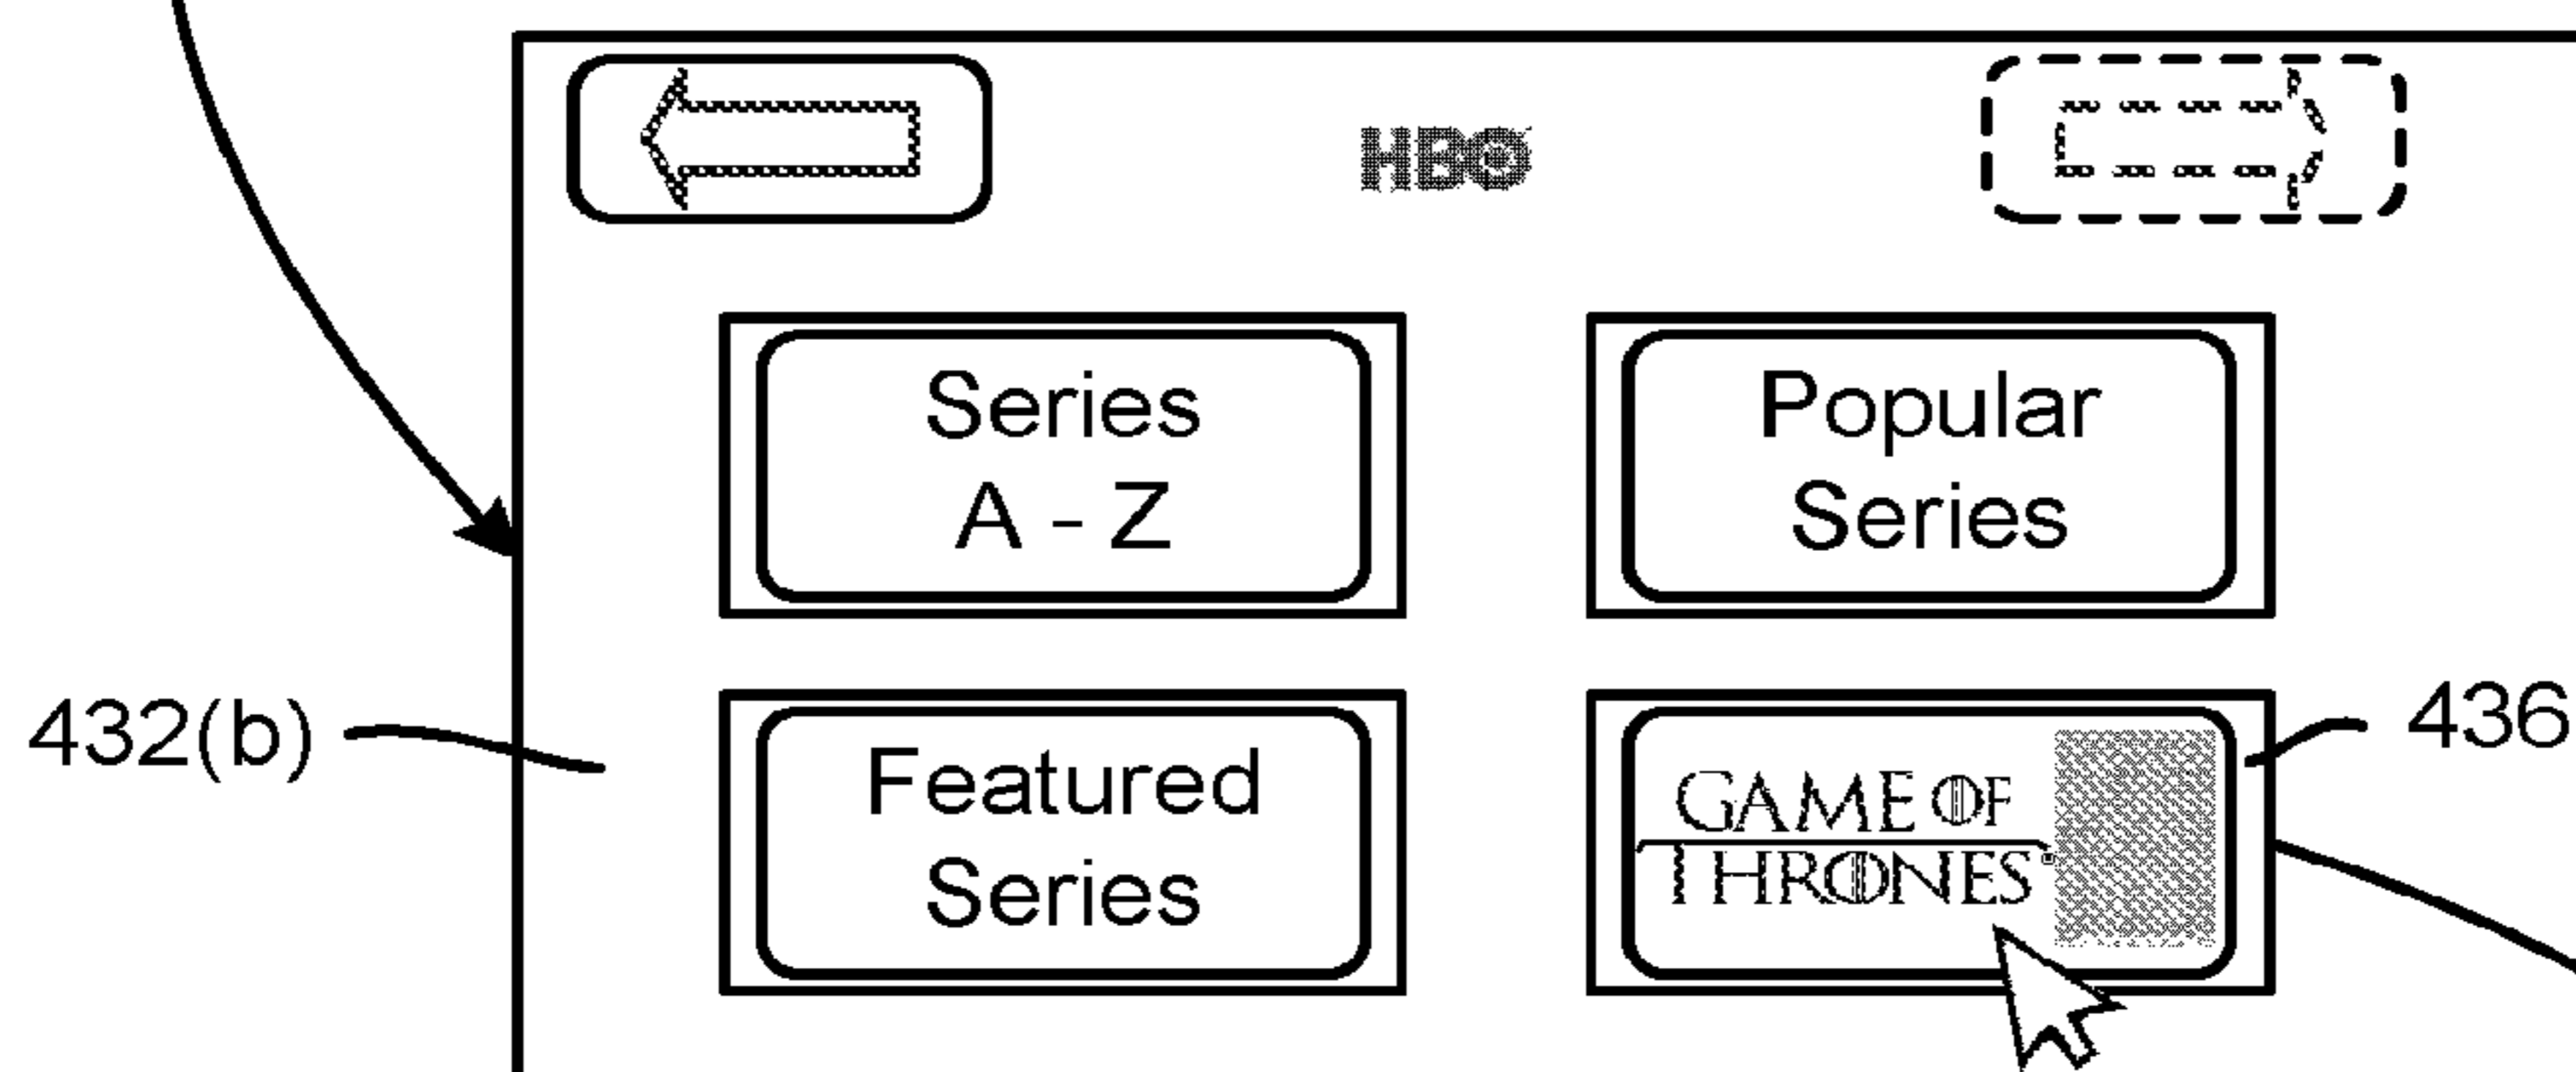 HBO
Series
A - Z
Popular
Series
432(b)
436
Featured
Series
GAME OF
THRONES